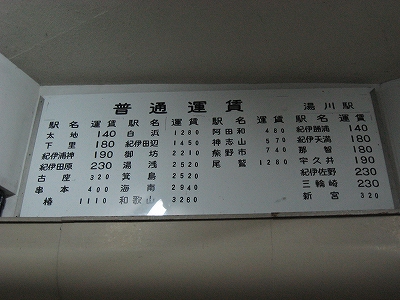 普通運賃 湯川駅
駅名 運賃 駅名 運賃 駅名 運賃 駅名 運賃
太地 140 白浜 1280 阿田和 480 紀伊勝浦 140
下里 180 紀伊田辺 1450 神志山 570 紀伊天満 180
紀伊浦神 190 御坊 2210 熊野市 740 那智 180
紀伊田原 230 湯浅 2520 尾鷲 1280 宇久井 190
古座 320 箕島 2520 紀伊佐野 230
串本 400 海南 2940 三輪崎 230
椿 1110 和歌山 3260 新宮 320